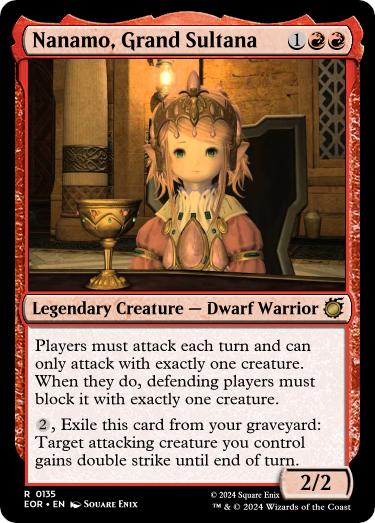 Nanamo, Grand Sultana 1
Legendary Creature — Dwarf Warrior
Players must attack each turn and can
only attack with exactly one creature.
When they do, defending players must
block it with exactly one creature.
2, Exile this card from your graveyard:
Target attacking creature you control
gains double strike until end of turn.
2/2
R 0135
EOR • EN SQUARE ENIX
© 2024 Square Enix
™ & © 2024 Wizards of the Coast